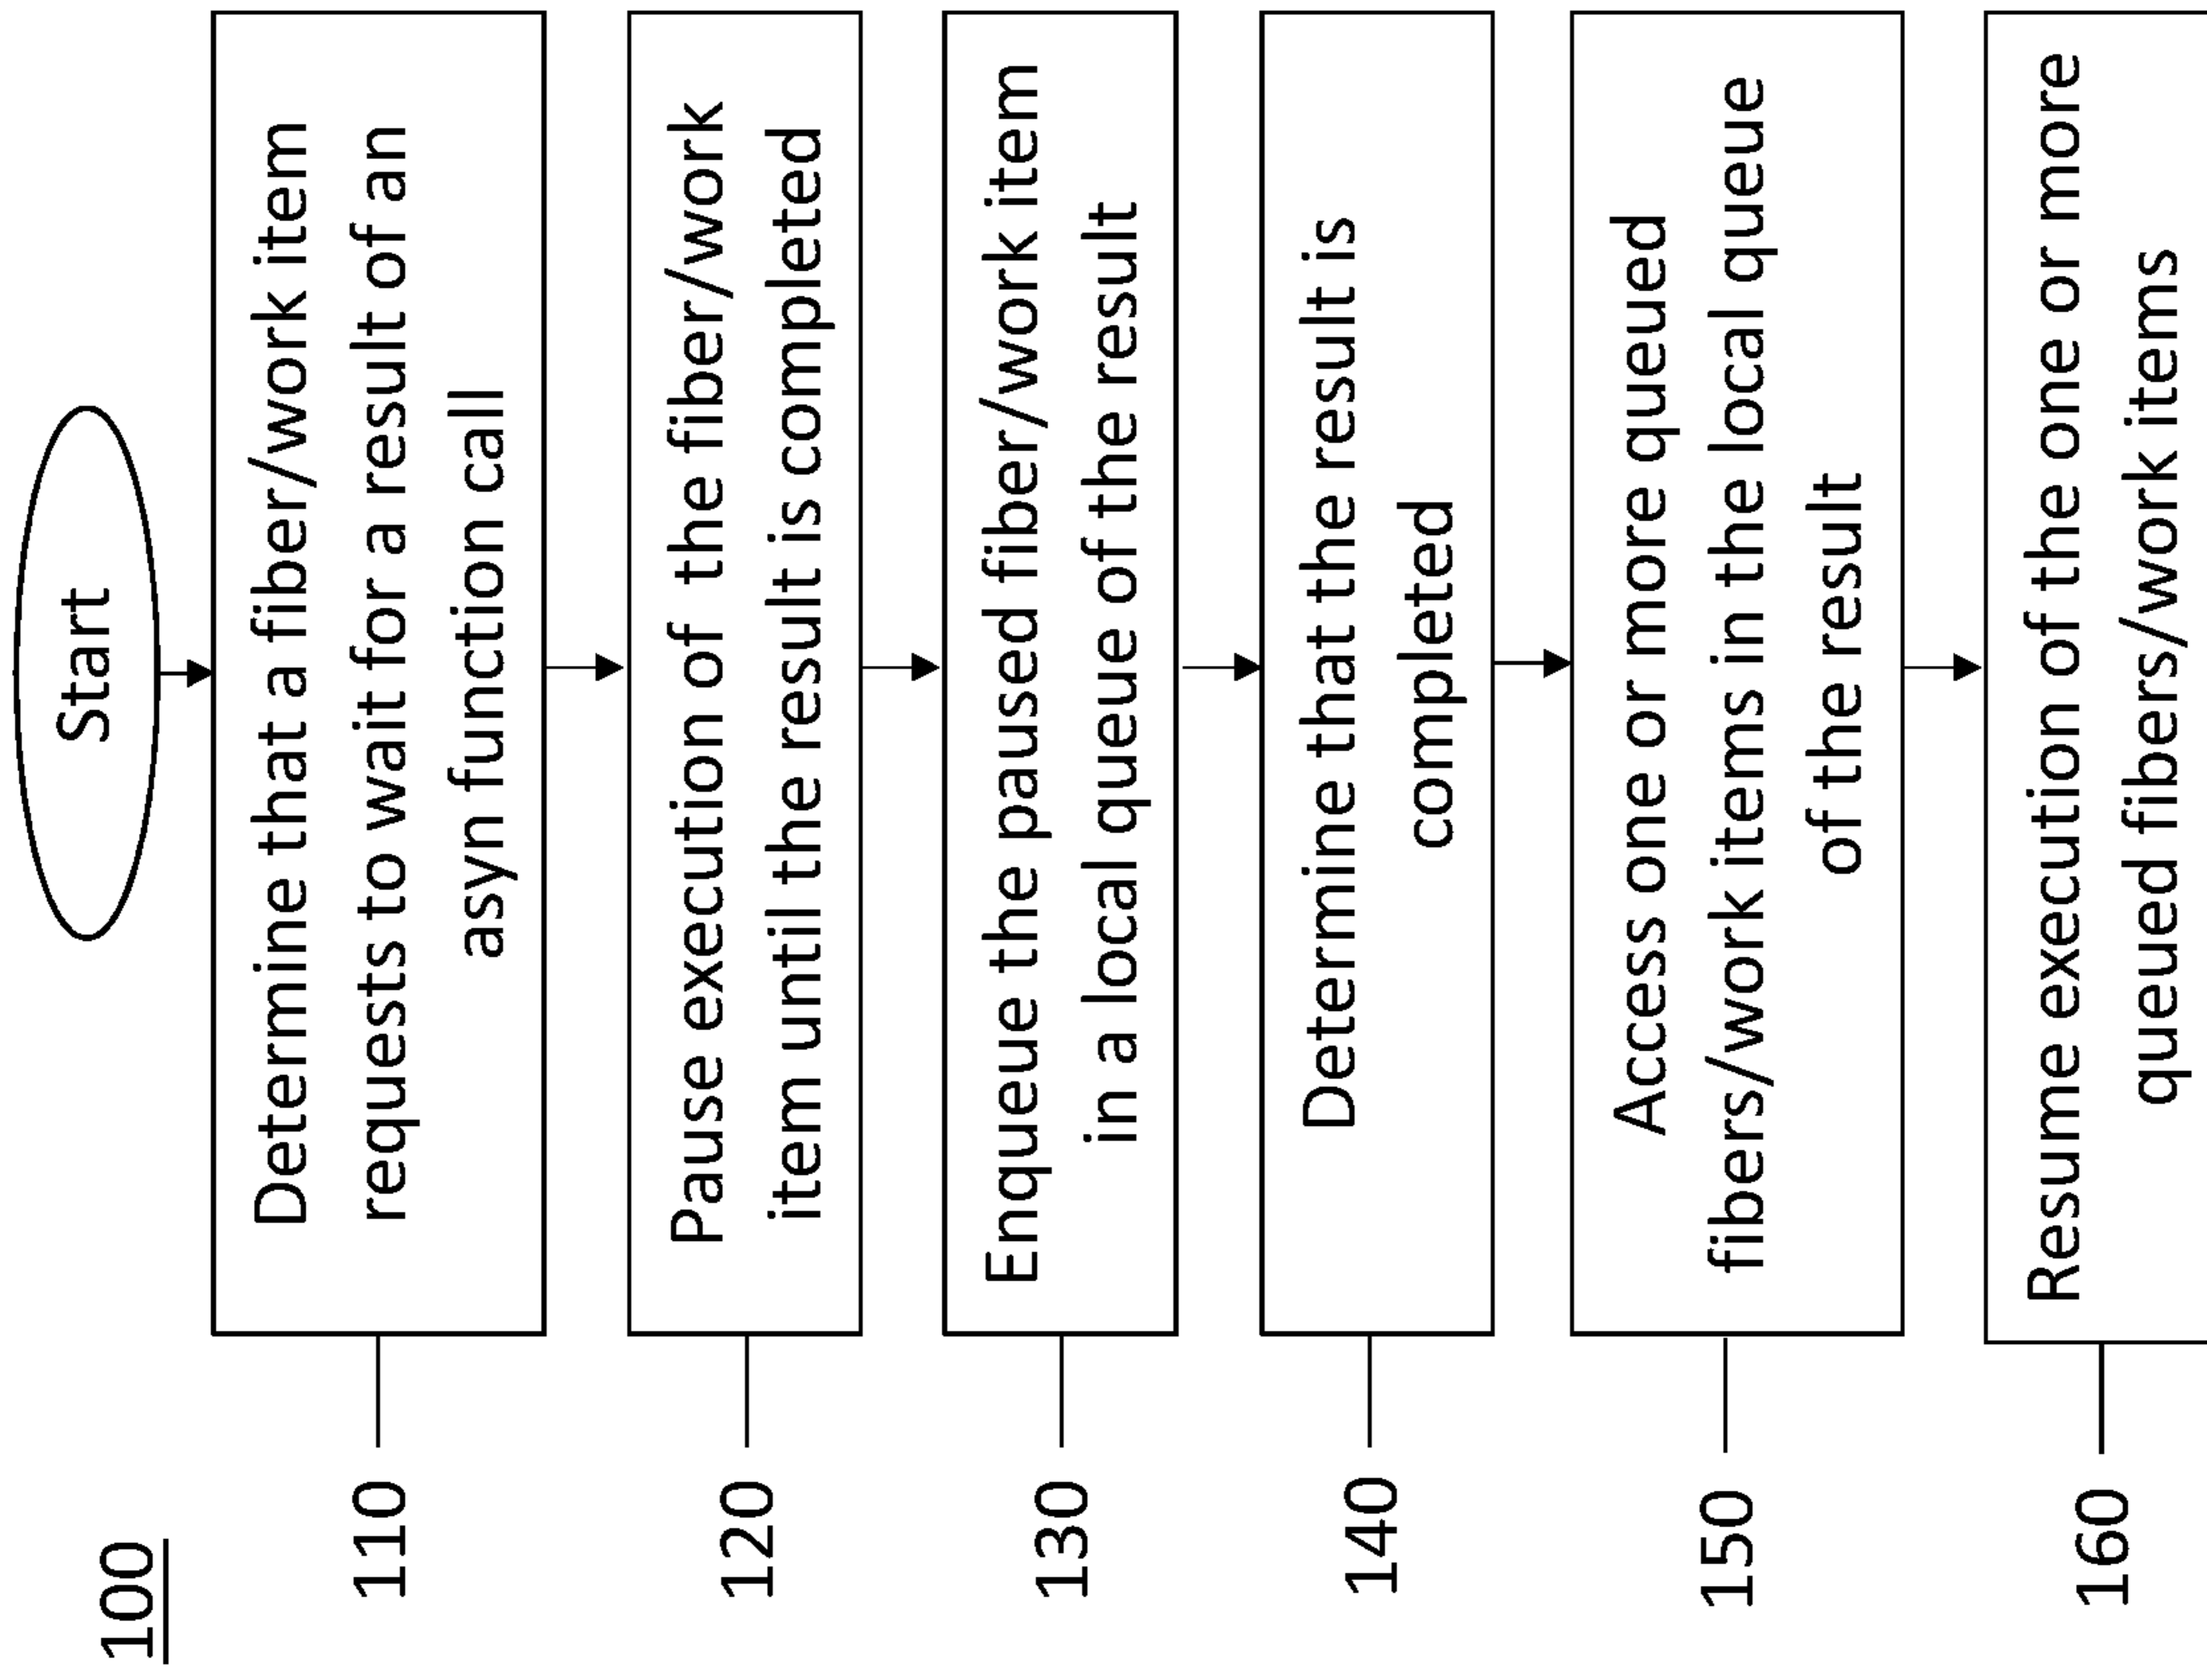 100
Start
110
Determine that a fiber/work item
requests to wait for a result of an
asyn function call
120
Pause execution of the fiber/work
item until the result is completed
130
Enqueue the paused fiber/work item
in a local queue of the result
140
Determine that the result is
completed
150
Access one or more queued
fibers/work items in the local queue
of the result
160
Resume execution of the one or more
queued fibers/work items